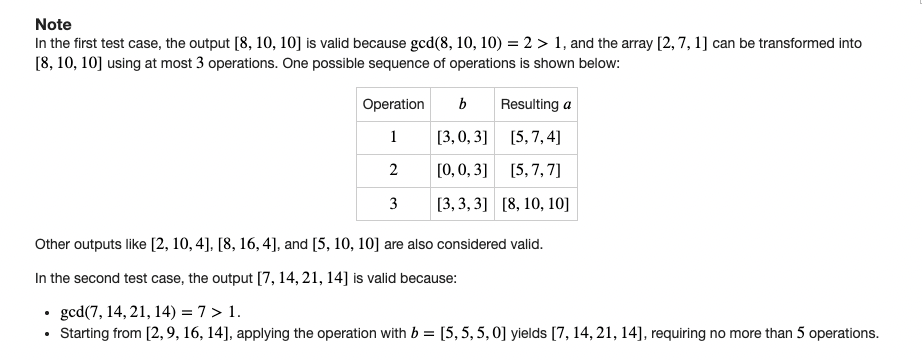 Note
In the first test case, the output [8, 10, 10] is valid because gcd(8, 10, 10) = 2 > 1, and the array [2, 7, 1] can be transformed into
[8, 10, 10] using at most 3 operations. One possible sequence of operations is shown below:
Operation b Resulting a
1 [3, 0, 3] [5, 7, 4]
2 [0, 0, 3] [5, 7, 7]
3 [3, 3, 3] [8, 10, 10]
Other outputs like [2, 10, 4], [8, 16, 4], and [5, 10, 10] are also considered valid.
In the second test case, the output [7, 14, 21, 14] is valid because:
• gcd(7, 14, 21, 14) = 7 > 1.
• Starting from [2, 9, 16, 14], applying the operation with b = [5, 5, 5, 0] yields [7, 14, 21, 14], requiring no more than 5 operations.